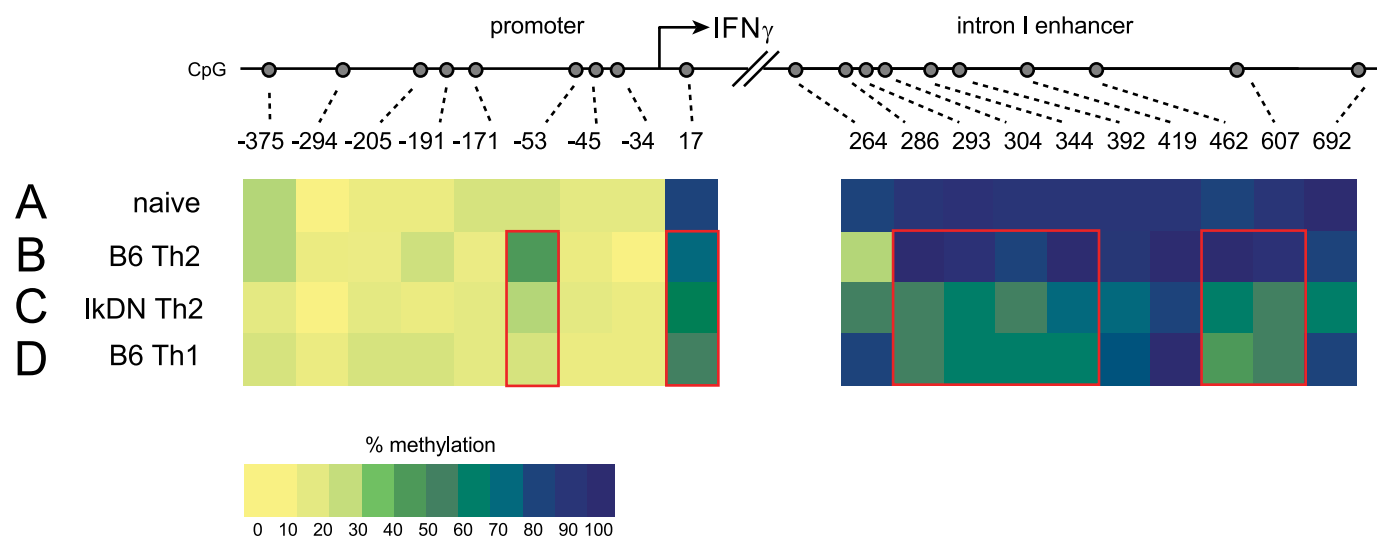 promoter IFNγ intron I enhancer
CpG
-375 -294 -205 -191 -171 -53 -45 -34 17 264 286 293 304 344 392 419 462 607 692
A naive
B B6 Th2
C IkDN Th2
D B6 Th1
% methylation
0 10 20 30 40 50 60 70 80 90 100